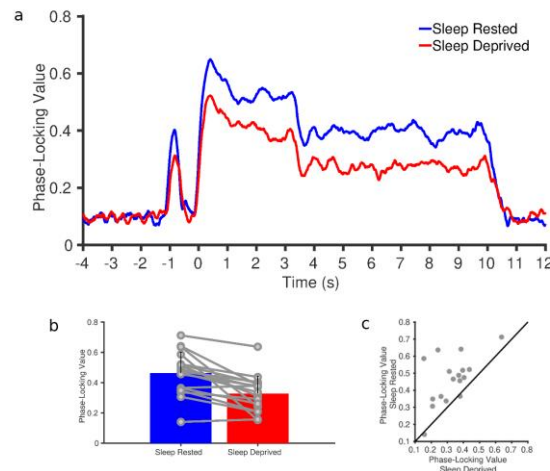 a
0.8
0.6
0.4
0.2
0
Phase-Locking Value
Sleep Rested
Sleep Deprived
-4 -3 -2 -1 0 1 2 3 4 5 6 7 8 9 10 11 12
Time (s)
b
0.8
0.6
0.4
0.2
0
Phase-Locking Value
Sleep Rested Sleep Deprived
c
0.8
0.7
0.6
0.5
0.4
0.3
0.2
0.1
Phase-Locking Value
Sleep Rested
0.1 0.2 0.3 0.4 0.5 0.6 0.7 0.8
Phase-Locking Value
Sleep Deprived